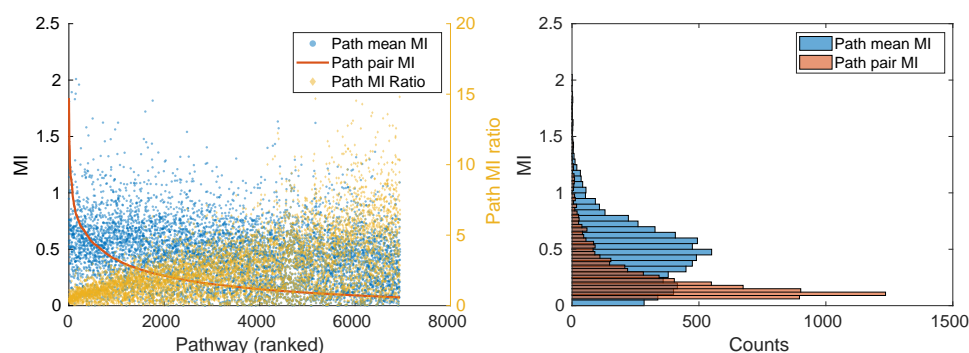 2.5
2
1.5
1
0.5
0
MI
20
15
10
5
0
Path MI ratio
Path mean MI
Path pair MI
Path MI Ratio
0
2000
4000
6000
8000
Pathway (ranked)
2.5
2
1.5
1
0.5
0
MI
Path mean MI
Path pair MI
0
500
1000
1500
Counts